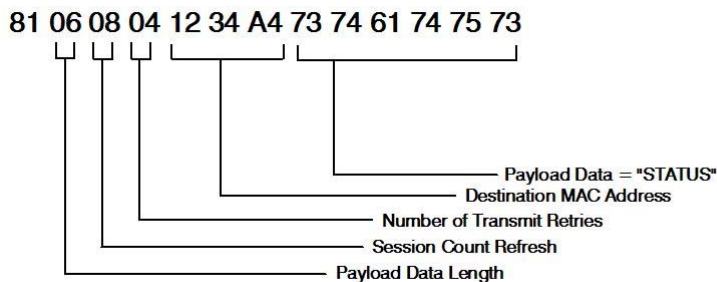 81 06 08 04 12 34 A4 73 74 61 74 75 73
Payload Data = "STATUS"
Destination MAC Address
Number of Transmit Retries
Session Count Refresh
Payload Data Length